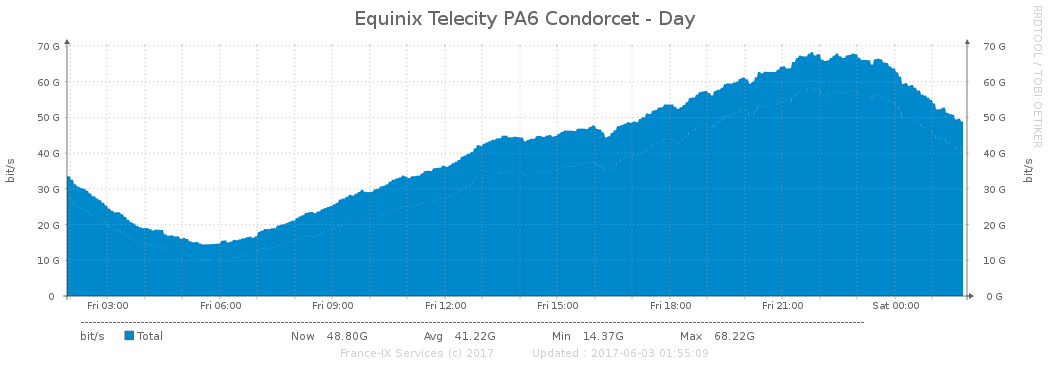 Equinix Telecity PA6 Condorcet - Day
RRDTOOL / TOBI OETIKER
70 G 70 G
60 G 60 G
50 G 50 G
40 G 40 G
30 G 30 G
20 G 20 G
10 G 10 G
0 0 G
bit/s bit/s
Fri 03:00 Fri 06:00 Fri 09:00 Fri 12:00 Fri 15:00 Fri 18:00 Fri 21:00 Sat 00:00
bit/s Total Now 48.80G Avg 41.22G Min 14.37G Max 68.22G
France-IX Services (c) 2017 Updated : 2017-06-03 01:55:09